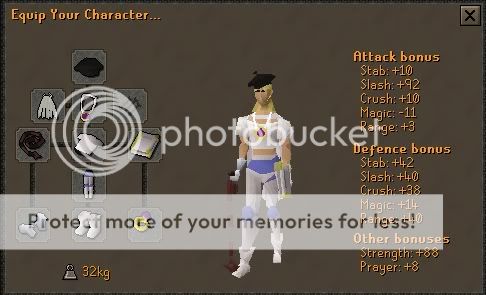 Equip Your Character...
Attack bonus
Stab: +10
Slash: +92
Crush: +10
Magic: -11
Range: +3
photobucket
Defence bonus
Stab: +42
Slash: +40
Crush: +38
Magic: +14
Range: +40
Protect more of your memories for less!
Other bonuses
Strength: +88
Prayer: +8
32kg